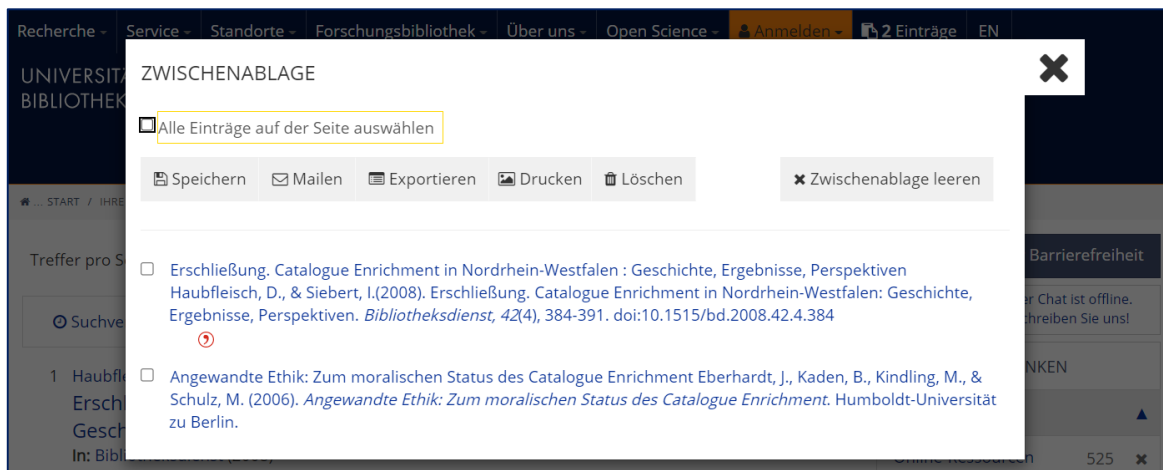 Recherche Service Standorte Forschungsbibliothek Über uns Open Science Anmelden 2 Einträge EN
UNIVERSITÄ
BIBLIOTHEK
ZWISCHENABLAGE
Alle Einträge auf der Seite auswählen
Speichern Mailen Exportieren Drucken Löschen Zwischenablage leeren
... START / IHRE
Treffer pro S
Barrierefreiheit
er Chat ist offline.
chreiben Sie uns!
Suchve
NKEN
Erschließung. Catalogue Enrichment in Nordrhein-Westfalen : Geschichte, Ergebnisse, Perspektiven
Haubfleisch, D., & Siebert, I.(2008). Erschließung. Catalogue Enrichment in Nordrhein-Westfalen: Geschichte,
Ergebnisse, Perspektiven. Bibliotheksdienst, 42(4), 384-391. doi:10.1515/bd.2008.42.4.384
Angewandte Ethik: Zum moralischen Status des Catalogue Enrichment Eberhardt, J., Kaden, B., Kindling, M., &
Schulz, M. (2006). Angewandte Ethik: Zum moralischen Status des Catalogue Enrichment. Humboldt-Universität
zu Berlin.
1 Haubfle
Ersch
Gesch
In: Bibl
525